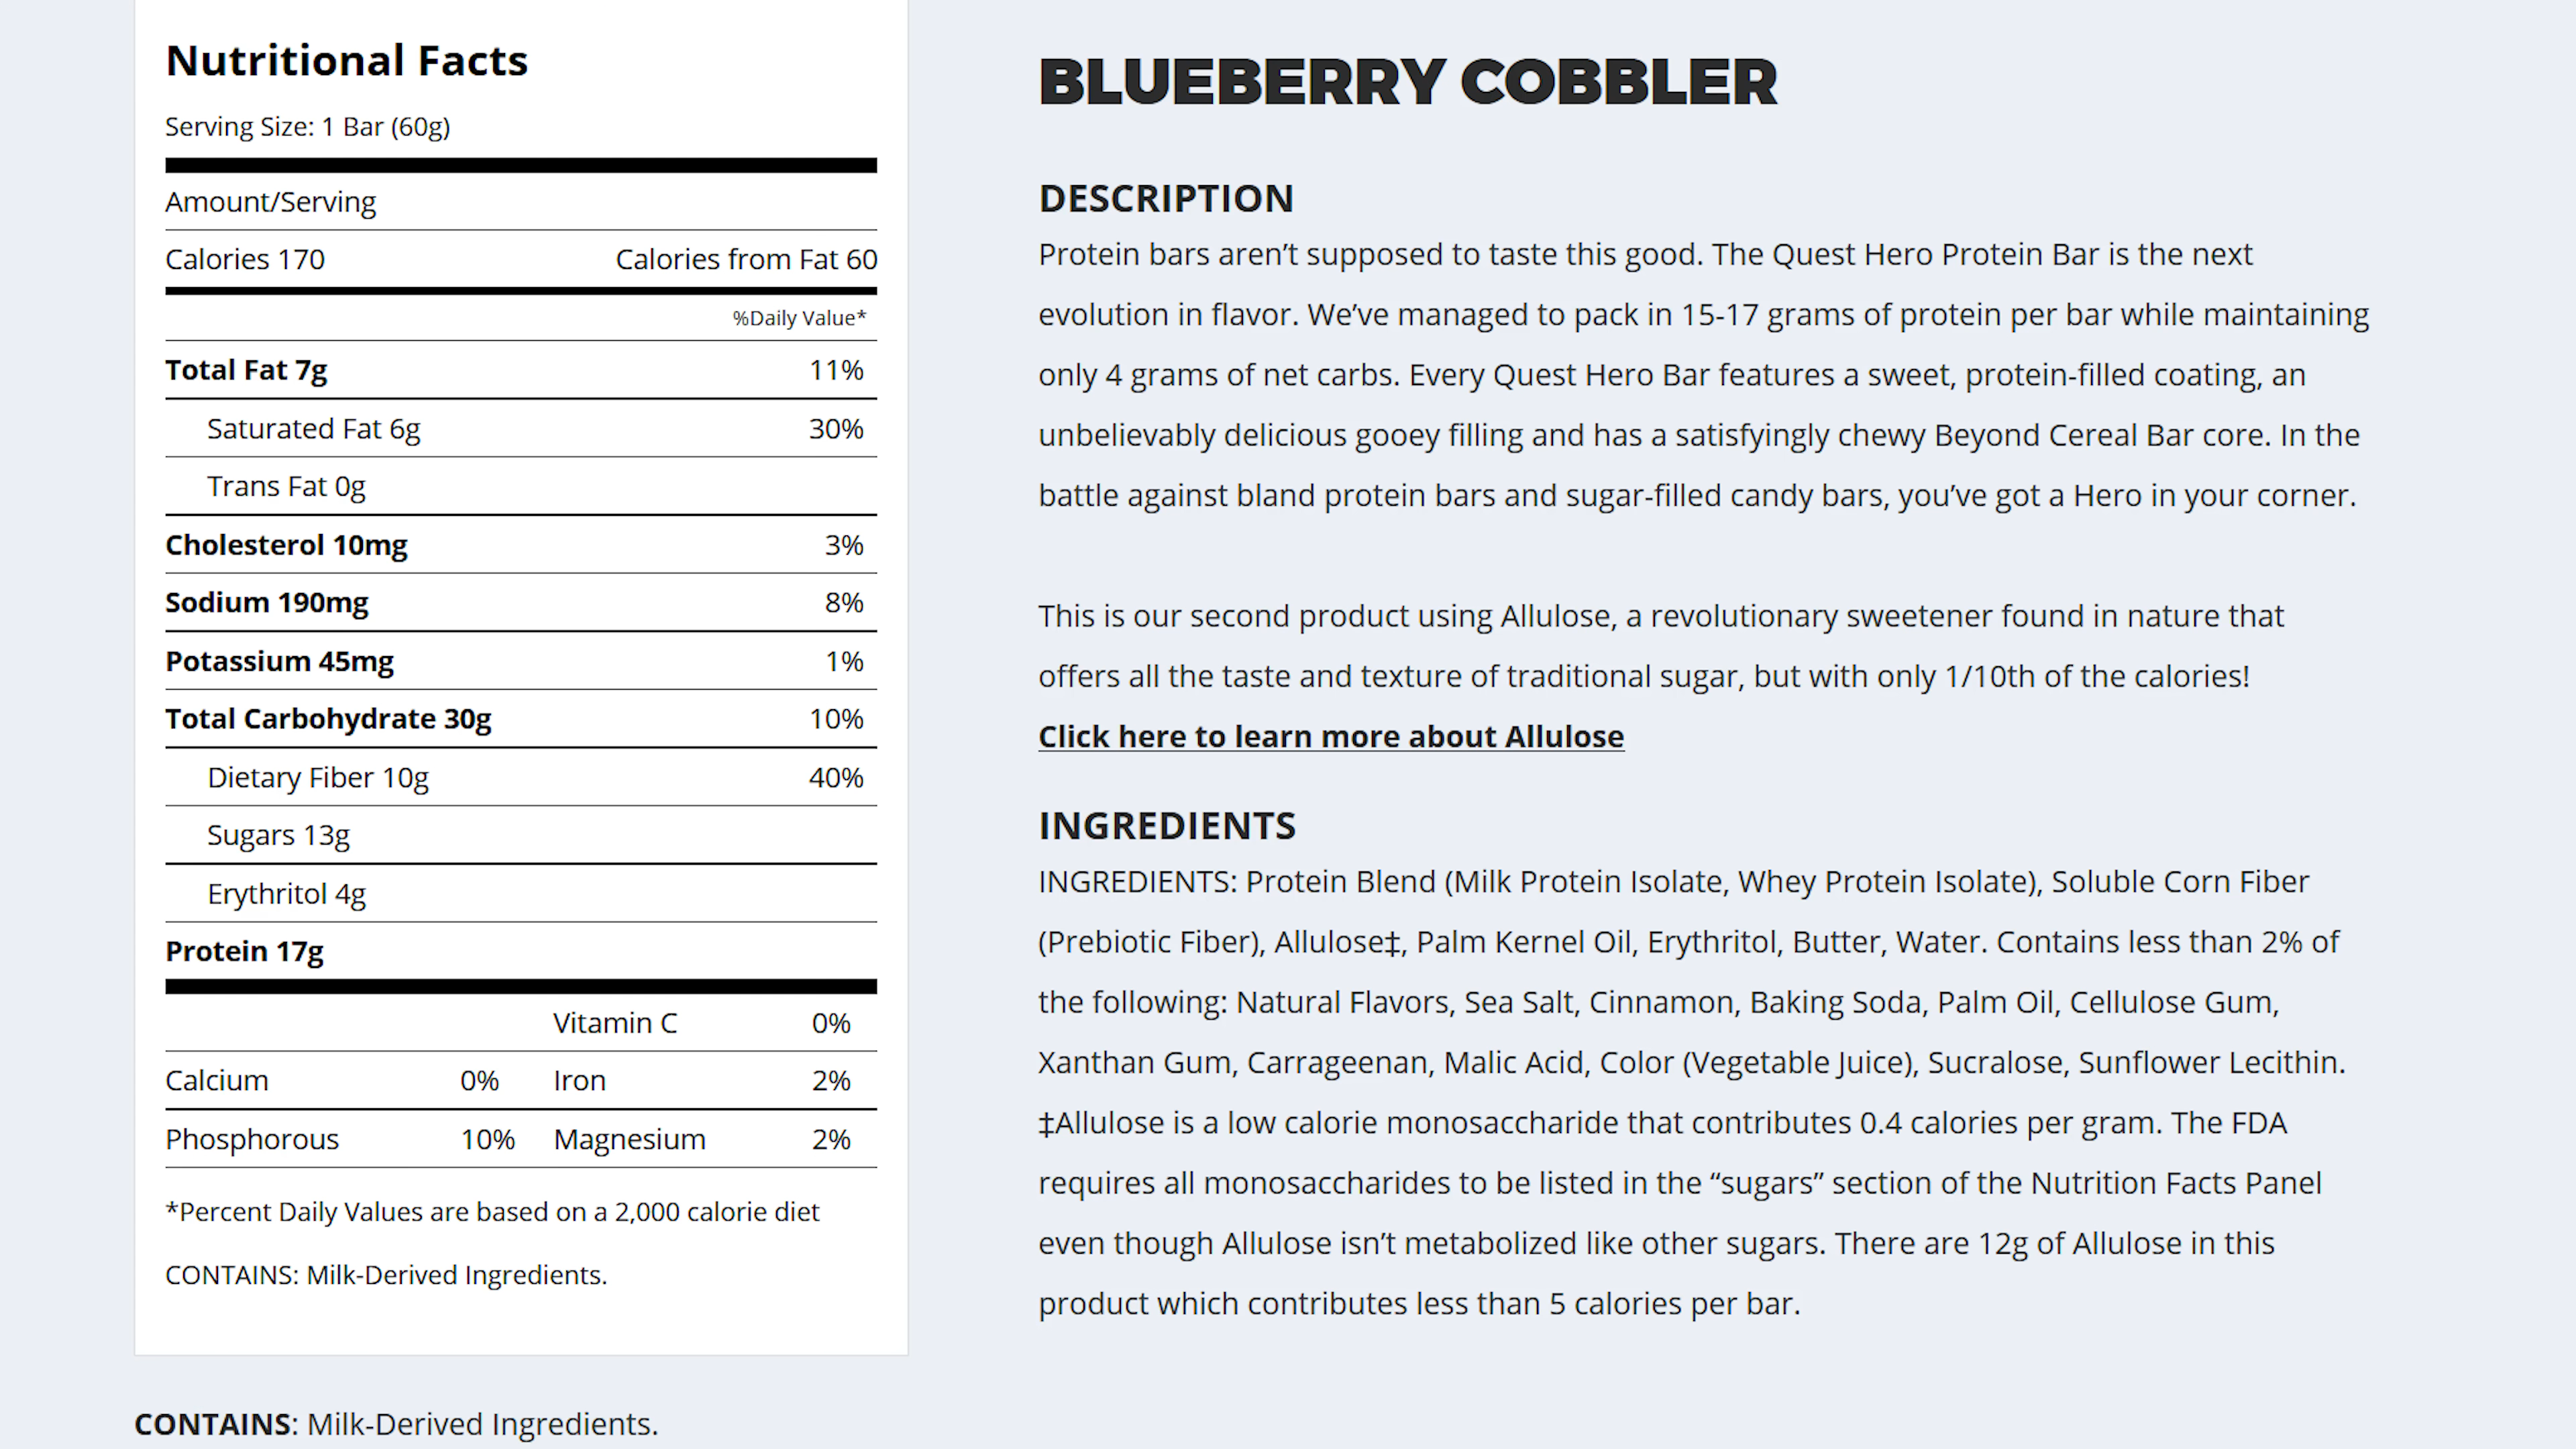 Nutritional Facts
Serving Size: 1 Bar (60g)
Amount/Serving
Calories 170 Calories from Fat 60
%Daily Value*
Total Fat 7g 11%
Saturated Fat 6g 30%
Trans Fat 0g
Cholesterol 10mg 3%
Sodium 190mg 8%
Potassium 45mg 1%
Total Carbohydrate 30g 10%
Dietary Fiber 10g 40%
Sugars 13g
Erythritol 4g
Protein 17g
Vitamin C 0%
Calcium 0% Iron 2%
Phosphorous 10% Magnesium 2%
*Percent Daily Values are based on a 2,000 calorie diet
CONTAINS: Milk-Derived Ingredients.
CONTAINS: Milk-Derived Ingredients.
BLUEBERRY COBBLER
DESCRIPTION
Protein bars aren’t supposed to taste this good. The Quest Hero Protein Bar is the next
evolution in flavor. We’ve managed to pack in 15-17 grams of protein per bar while maintaining
only 4 grams of net carbs. Every Quest Hero Bar features a sweet, protein-filled coating, an
unbelievably delicious gooey filling and has a satisfyingly chewy Beyond Cereal Bar core. In the
battle against bland protein bars and sugar-filled candy bars, you’ve got a Hero in your corner.
This is our second product using Allulose, a revolutionary sweetener found in nature that
offers all the taste and texture of traditional sugar, but with only 1/10th of the calories!
Click here to learn more about Allulose
INGREDIENTS
INGREDIENTS: Protein Blend (Milk Protein Isolate, Whey Protein Isolate), Soluble Corn Fiber
(Prebiotic Fiber), Allulose‡, Palm Kernel Oil, Erythritol, Butter, Water. Contains less than 2% of
the following: Natural Flavors, Sea Salt, Cinnamon, Baking Soda, Palm Oil, Cellulose Gum,
Xanthan Gum, Carrageenan, Malic Acid, Color (Vegetable Juice), Sucralose, Sunflower Lecithin.
‡Allulose is a low calorie monosaccharide that contributes 0.4 calories per gram. The FDA
requires all monosaccharides to be listed in the “sugars” section of the Nutrition Facts Panel
even though Allulose isn’t metabolized like other sugars. There are 12g of Allulose in this
product which contributes less than 5 calories per bar.